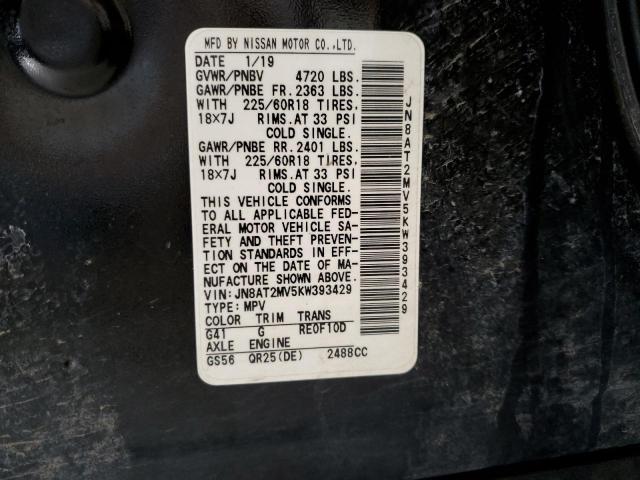 MFD BY NISSAN MOTOR CO.,LTD.
DATE 1/19
GVWR/PNBV 4720 LBS.
GAWR/PNBE FR. 2363 LBS.
WITH 225/60R18 TIRES.
18X7J RIMS.AT 33 PSI
COLD SINGLE.
GAWR/PNBE RR. 2401 LBS.
WITH 225/60R18 TIRES.
18X7J RIMS.AT 33 PSI
COLD SINGLE.
THIS VEHICLE CONFORMS
TO ALL APPLICABLE FED-
ERAL MOTOR VEHICLE SA-
FETY AND THEFT PREVEN-
TION STANDARDS IN EFF-
ECT ON THE DATE OF MA-
NUFACTURE SHOWN ABOVE.
VIN: JN8AT2MV5KW393429
TYPE: MPV
COLOR TRIM TRANS
G41 G RE0F10D
AXLE ENGINE
GS56 QR25(DE) 2488CC
JN8AT2MV5KW393429